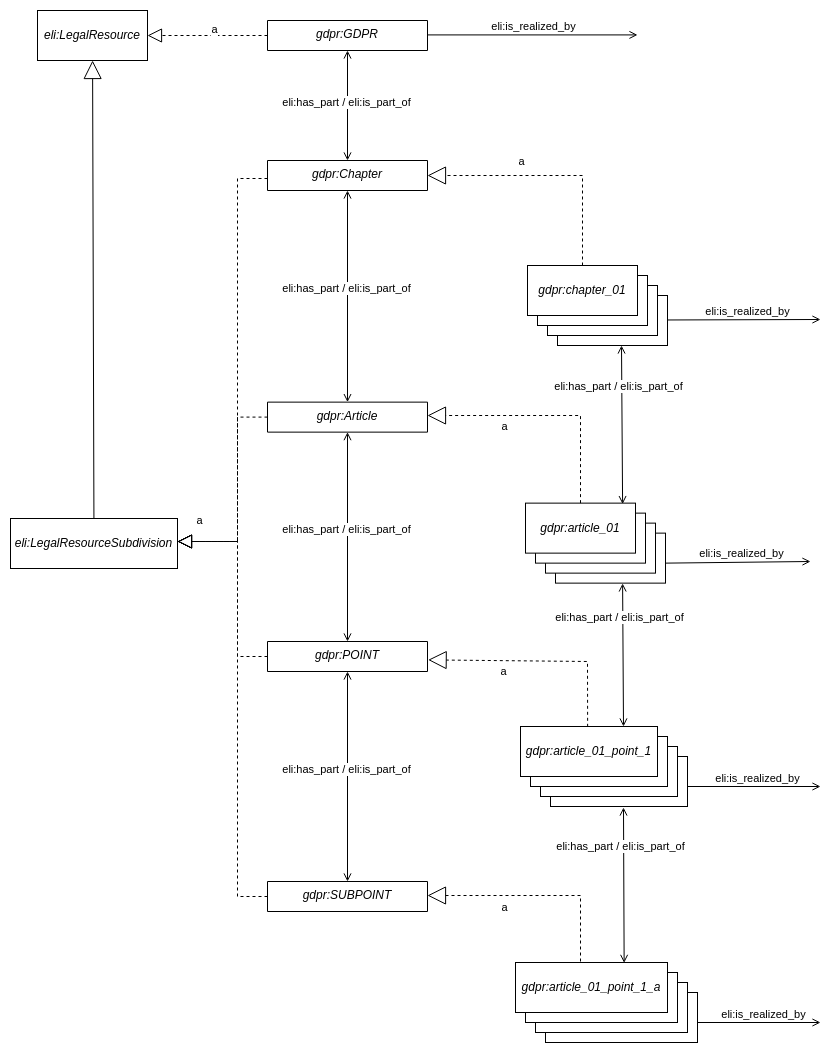 eli:LegalResource
a
gdpr:GDPR
eli:is_realized_by
eli:has_part / eli:is_part_of
gdpr:Chapter
a
eli:has_part / eli:is_part_of
gdpr:chapter_01
eli:is_realized_by
eli:has_part / eli:is_part_of
gdpr:Article
a
eli:LegalResourceSubdivision
a
eli:has_part / eli:is_part_of
gdpr:article_01
eli:is_realized_by
eli:has_part / eli:is_part_of
gdpr:POINT
a
eli:has_part / eli:is_part_of
gdpr:article_01_point_1
eli:is_realized_by
eli:has_part / eli:is_part_of
gdpr:SUBPOINT
a
gdpr:article_01_point_1_a
eli:is_realized_by